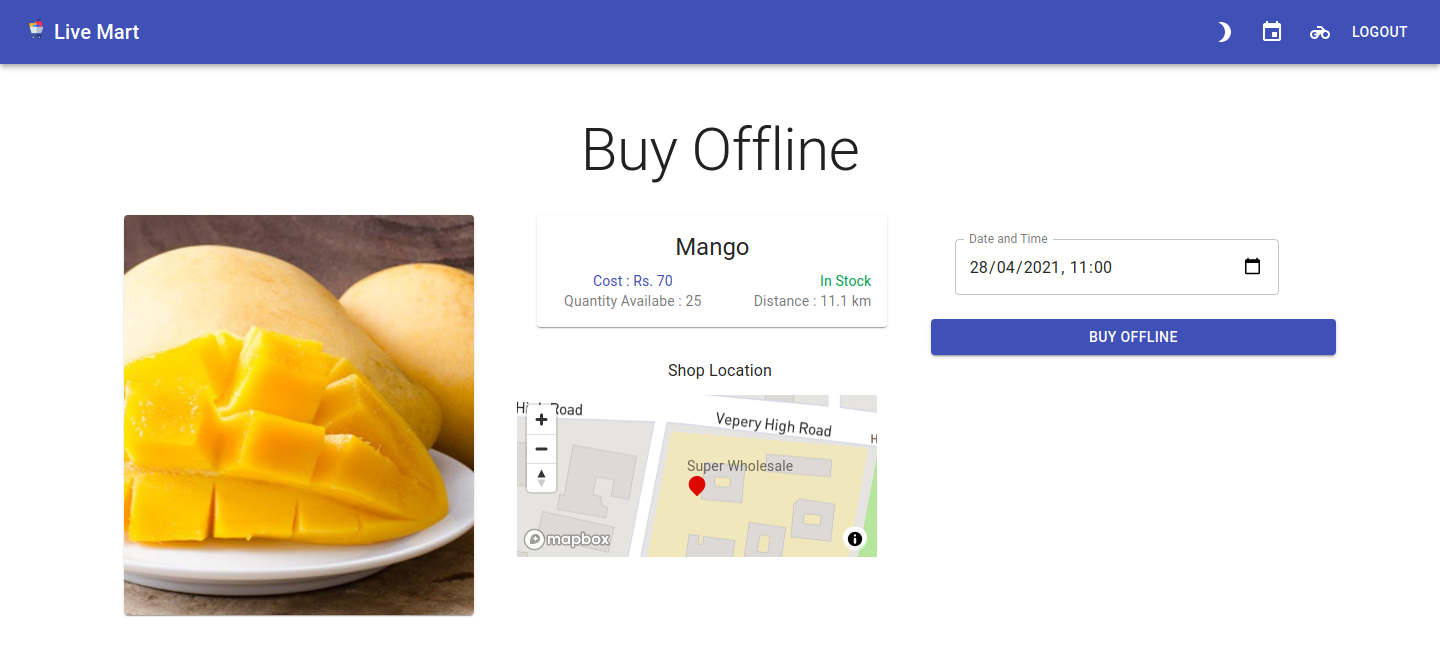 Live Mart
LOGOUT
Buy Offline
Mango
Cost : Rs. 70
In Stock
Quantity Availabe : 25
Distance : 11.1 km
Date and Time
28/04/2021, 11:00
BUY OFFLINE
Shop Location
Road
Vepery High Road
H
Super Wholesale
mapbox